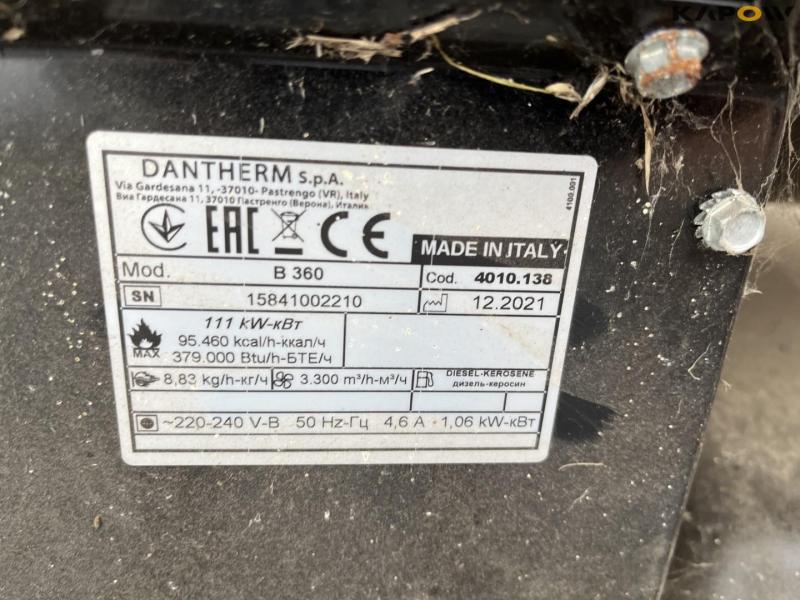 KAPOW
DANTHERM S.p.A.
Via Gardesana 11, -37010- Pastrengo (VR), Italy
Виа Гардесана 11, 37010 Пастренго (Верона), Италия
4100.001
EAC CE MADE IN ITALY
Mod. B 360 Cod. 4010.138
SN 15841002210 12.2021
111 kW-кВт
95.460 kcal/h-ккал/ч
MAX 379.000 Btu/h-БТЕ/ч
8,83 kg/h-кг/ч 3.300 m³/h-м³/ч DIESEL-KEROSENE
дизель-керосин
~220-240 V-В 50 Hz-Гц 4,6 A - 1,06 kW-кВт